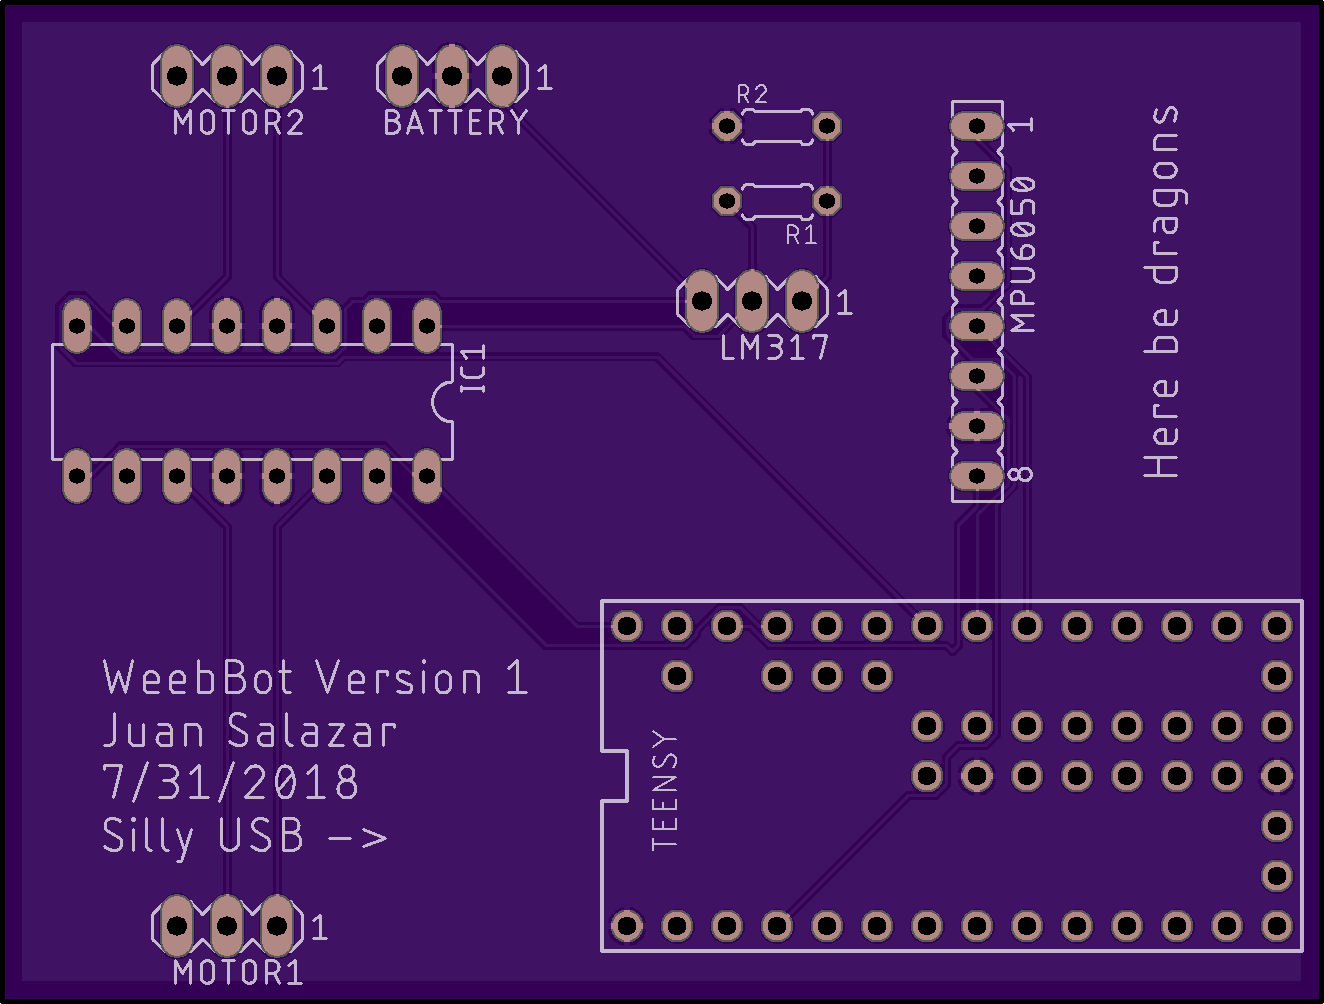 MOTOR2
1
BATTERY
1
R2
R1
LM317
1
1
MPU6050
8
Here be dragons
IC1
WeebBot Version 1
Juan Salazar
7/31/2018
Silly USB ->
TEENSY
MOTOR1
1